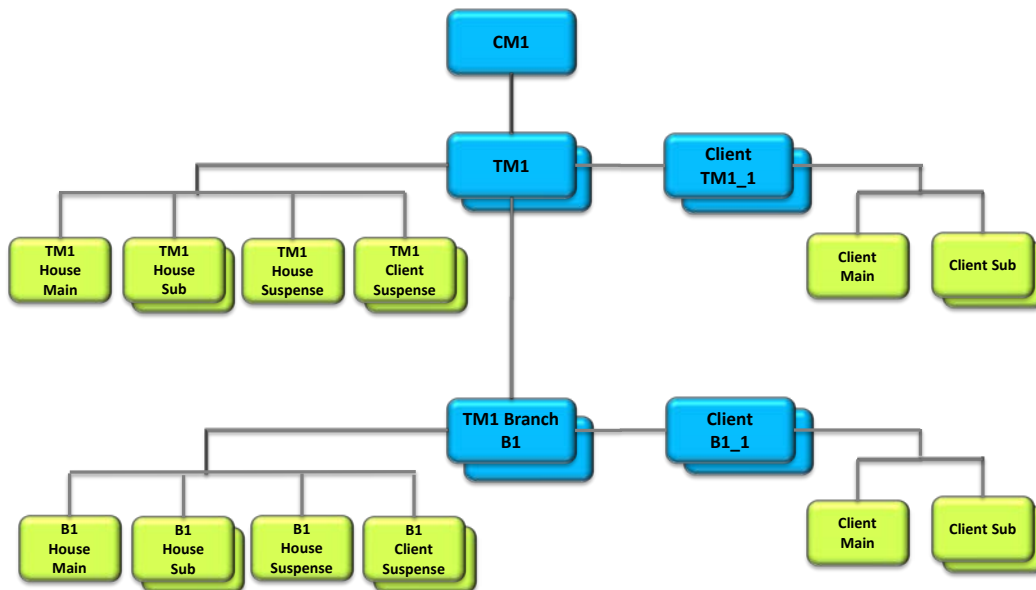 CM1
TM1
Client
TM1_1
TM1
House
Main
TM1
House
Sub
TM1
House
Suspense
TM1
Client
Suspense
Client
Main
Client Sub
TM1 Branch
B1
Client
B1_1
B1
House
Main
B1
House
Sub
B1
House
Suspense
B1
Client
Suspense
Client
Main
Client Sub